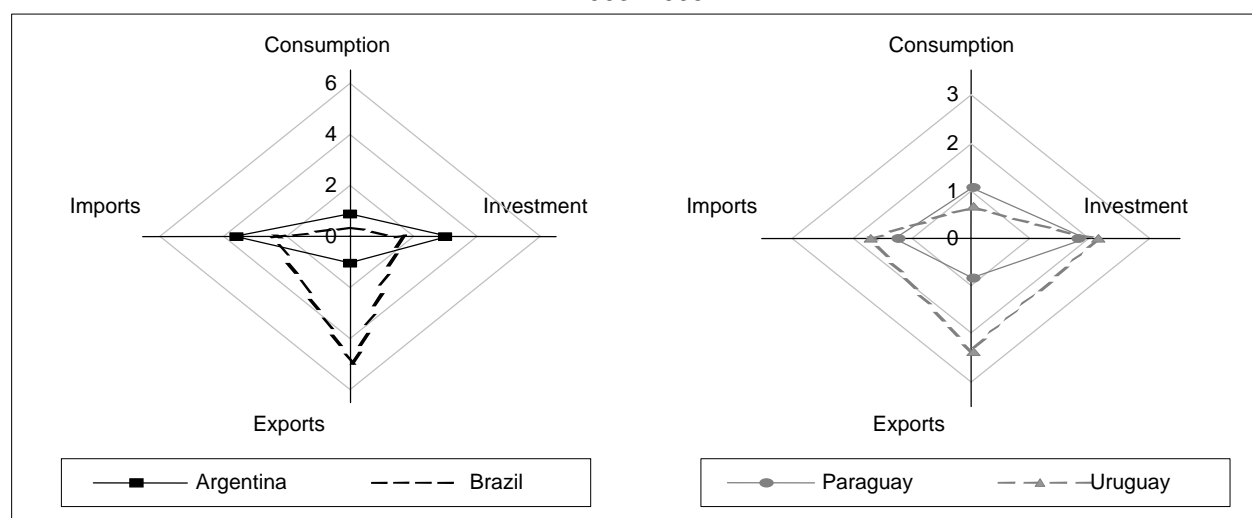 Consumption
6
4
2
0
Imports
Investment
Exports
Argentina
Brazil
Consumption
3
2
1
0
Imports
Investment
Exports
Paraguay
Uruguay